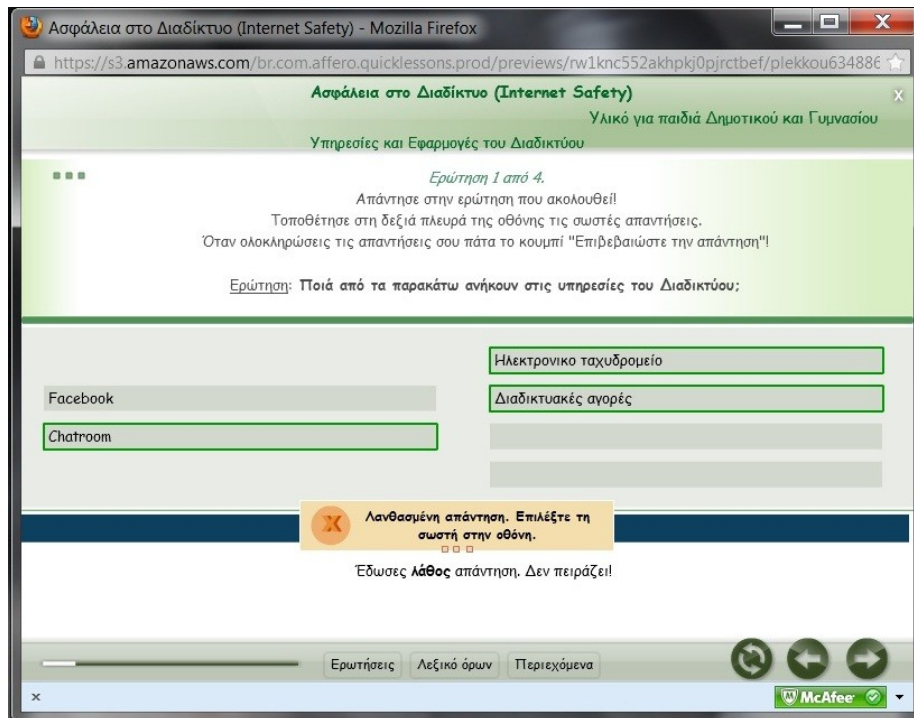 Ασφάλεια στο Διαδίκτυο (Internet Safety) - Mozilla Firefox
https://s3.amazonaws.com/br.com.affero.quicklessons.prod/previews/rw1knc552akhpkj0pjrctbef/plekkou634886
Ασφάλεια στο Διαδίκτυο (Internet Safety)
x
Υλικό για παιδιά Δημοτικού και Γυμνασίου
Υπηρεσίες και Εφαρμογές του Διαδικτύου
Ερώτηση 1 από 4.
Απάντησε στην ερώτηση που ακολουθεί!
Τοποθέτησε στη δεξιά πλευρά της οθόνης τις σωστές απαντήσεις.
Όταν ολοκληρώσεις τις απαντήσεις σου πάτα το κουμπί "Επιβεβαιώστε την απάντηση"!
Ερώτηση: Ποιά από τα παρακάτω ανήκουν στις υπηρεσίες του Διαδικτύου;
Ηλεκτρονικο ταχυδρομείο
Facebook
Διαδικτυακές αγορές
Chatroom
X
Λανθασμένη απάντηση. Επιλέξτε τη
σωστή στην οθόνη.
Έδωσες λάθος απάντηση. Δεν πειράζει!
Ερωτήσεις
Λεξικό όρων
Περιεχόμενα
x
McAfee